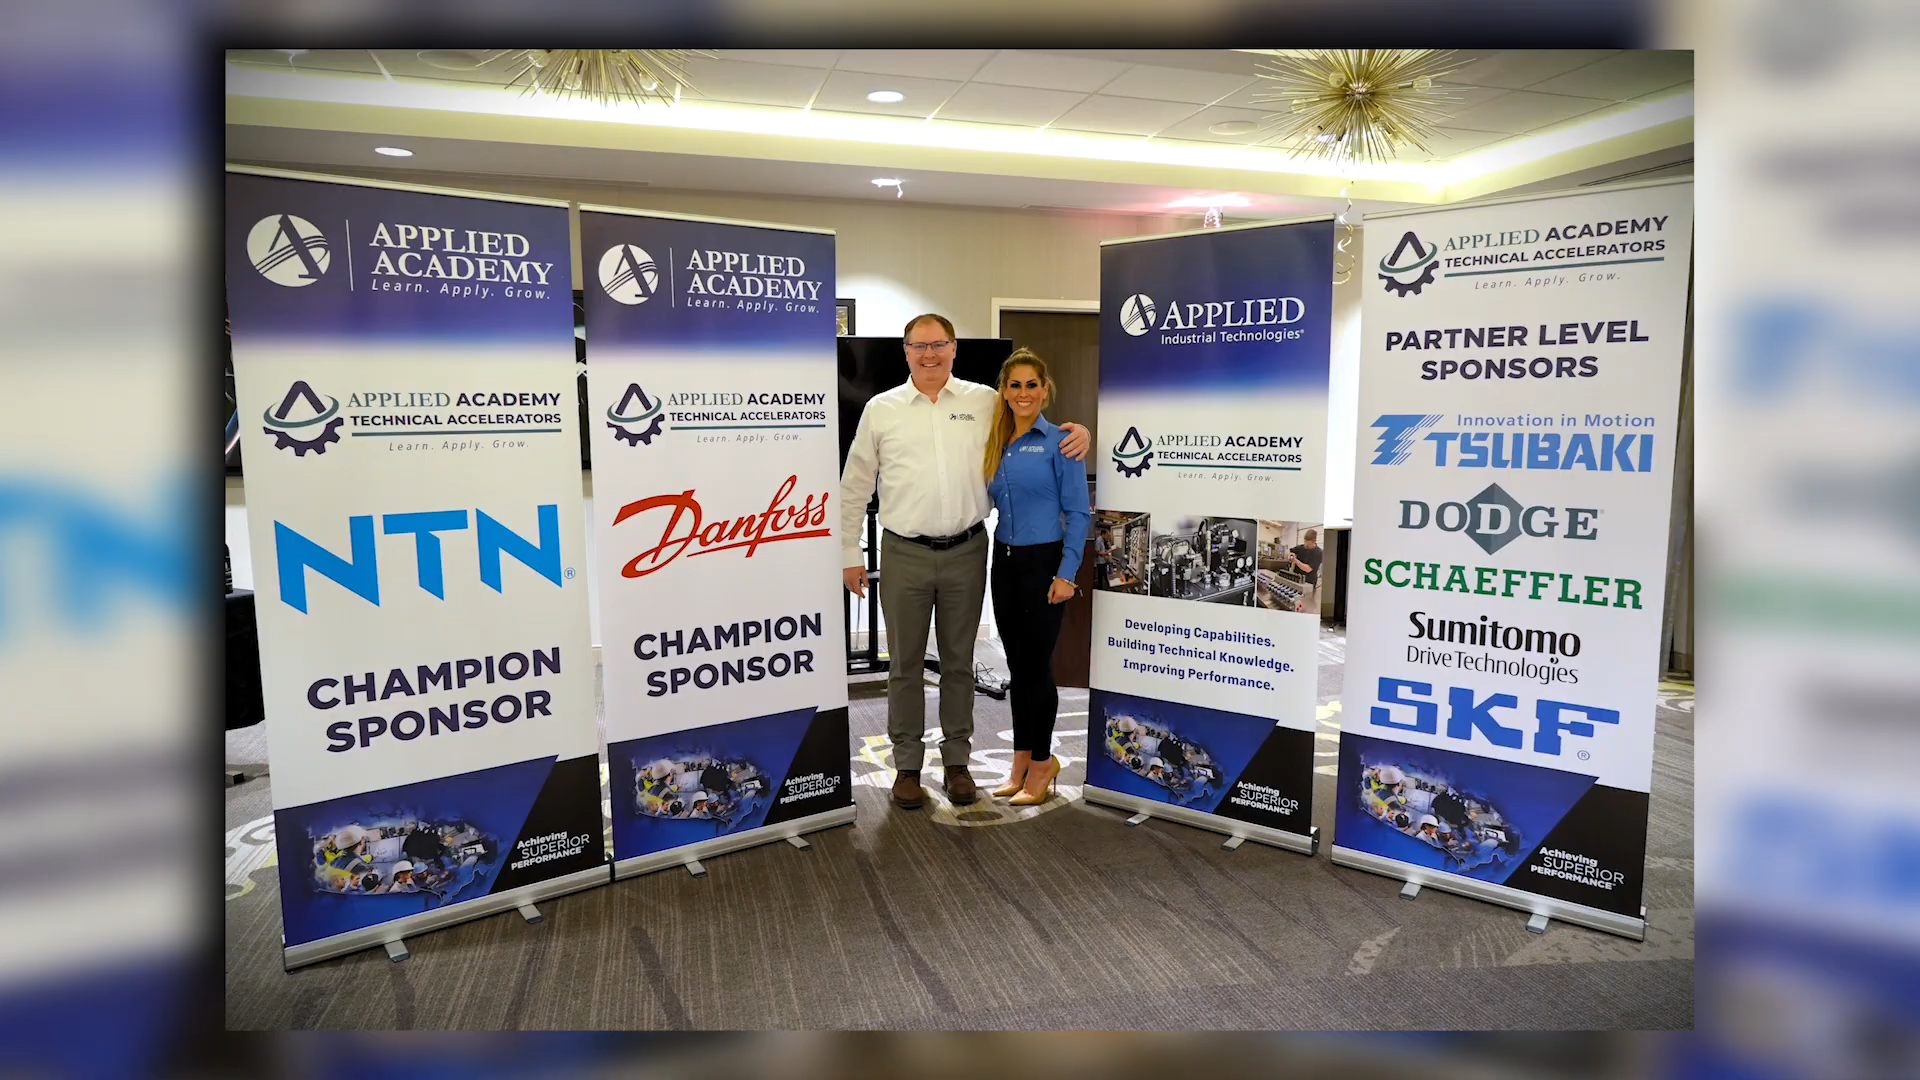 APPLIED
ACADEMY
Learn. Apply. Grow.
APPLIED ACADEMY
TECHNICAL ACCELERATORS
Learn. Apply. Grow.
NTN®
CHAMPION
SPONSOR
Achieving
SUPERIOR
PERFORMANCE
APPLIED
ACADEMY
Learn. Apply. Grow.
APPLIED ACADEMY
TECHNICAL ACCELERATORS
Learn. Apply. Grow.
Danfoss
CHAMPION
SPONSOR
Achieving
SUPERIOR
PERFORMANCE
APPLIED
Industrial Technologies®
APPLIED ACADEMY
TECHNICAL ACCELERATORS
Learn. Apply. Grow.
Developing Capabilities.
Building Technical Knowledge.
Improving Performance.
Achieving
SUPERIOR
PERFORMANCE
APPLIED ACADEMY
TECHNICAL ACCELERATORS
Learn. Apply. Grow.
PARTNER LEVEL
SPONSORS
Innovation in Motion
TSUBAKI
DODGE
SCHAEFFLER
Sumitomo
Drive Technologies
SKF®
Achieving
SUPERIOR
PERFORMANCE